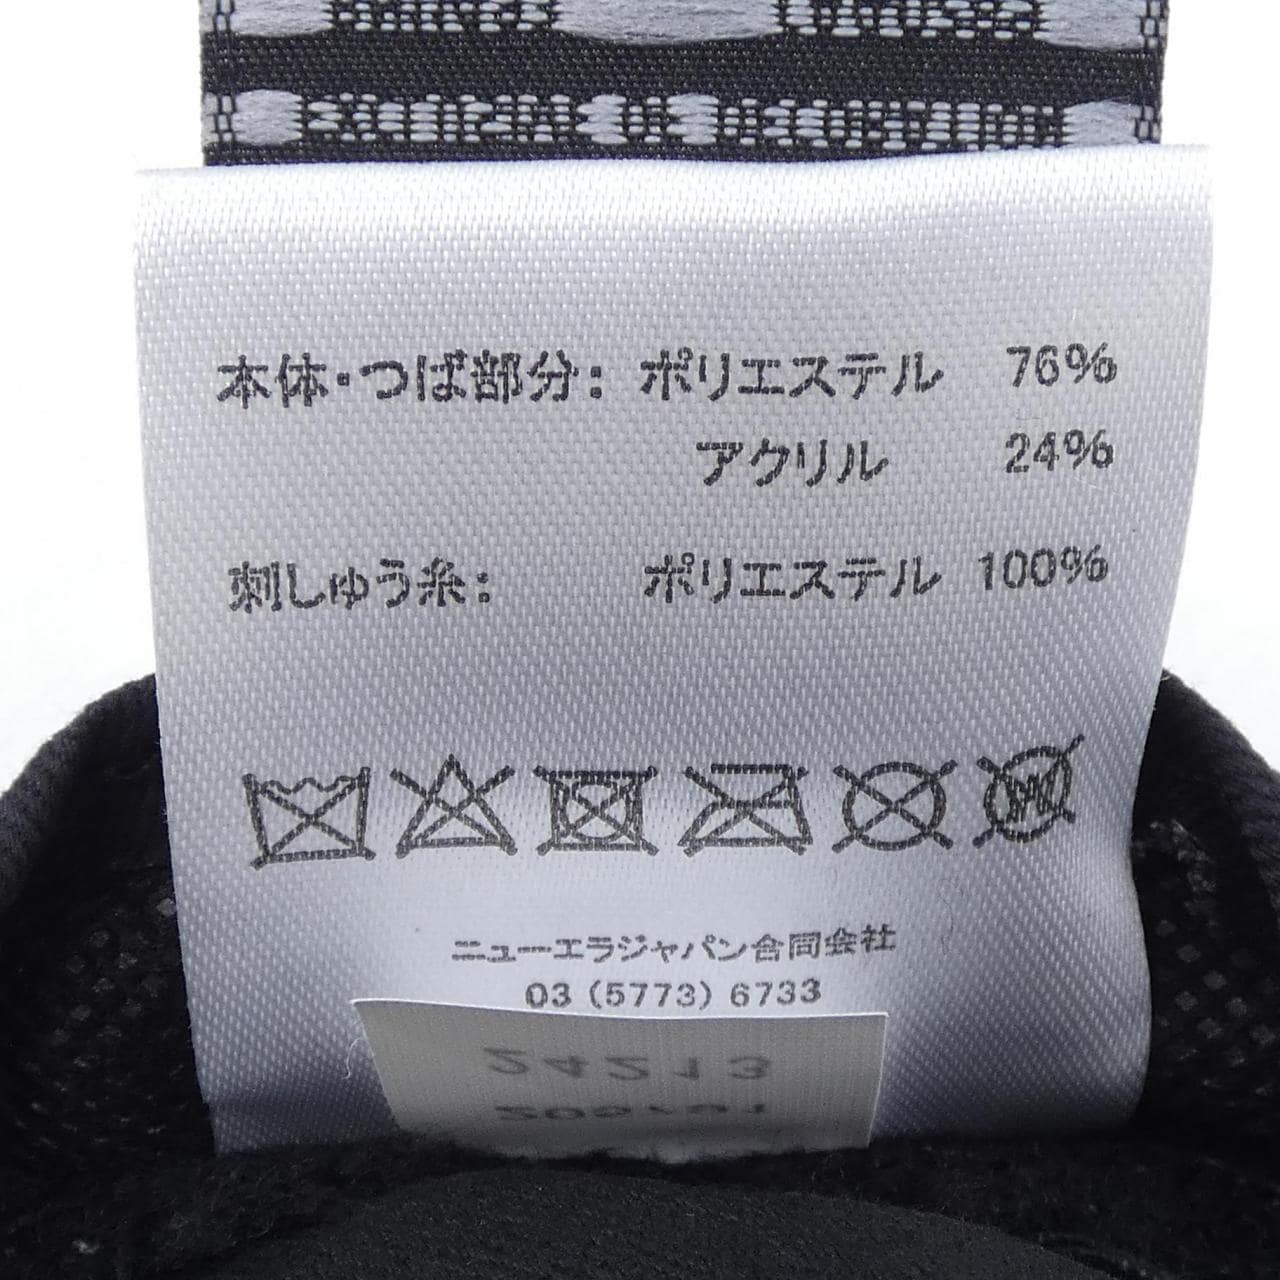 本体・つば部分: ポリエステル 76%
アクリル 24%
刺しゅう糸: ポリエステル 100%
ニューエラジャパン合同会社
03 (5773) 6733
24213